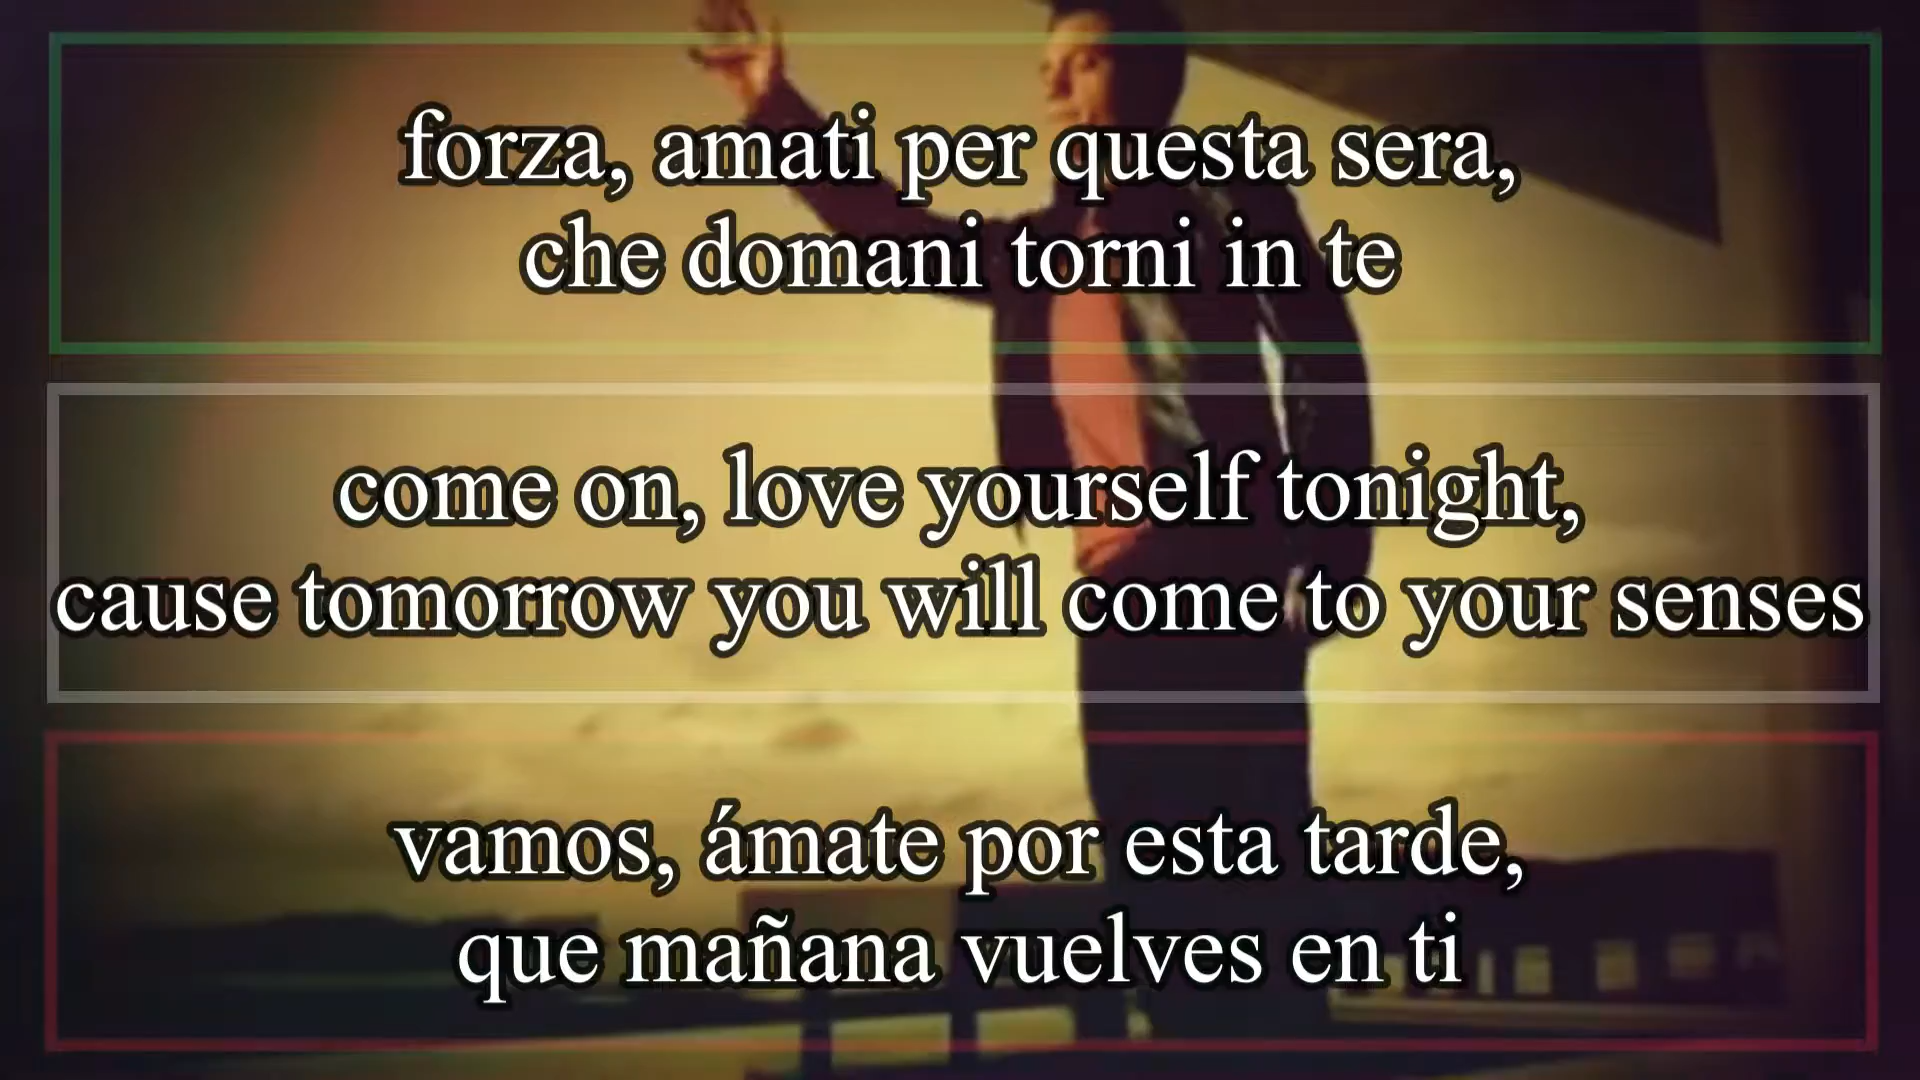 forza, amati per questa sera,
che domani torni in te
come on, love yourself tonight,
cause tomorrow you will come to your senses
vamos, ámate por esta tarde,
que mañana vuelves en ti